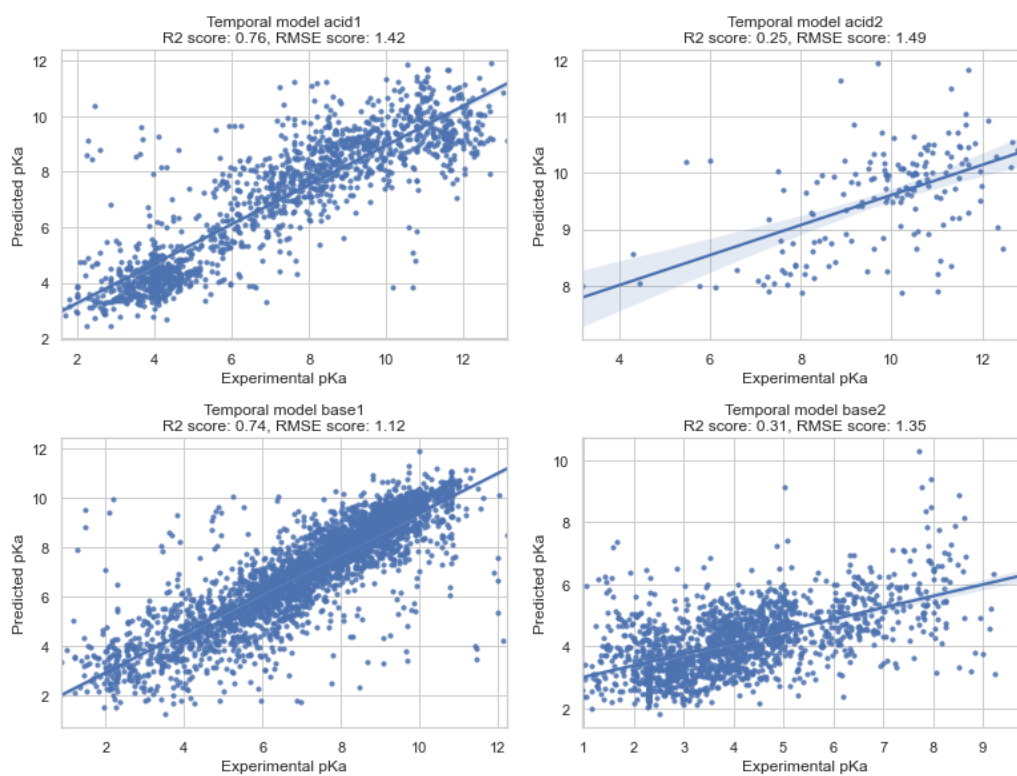 Temporal model acid1
R2 score: 0.76, RMSE score: 1.42
12
10
8
6
4
2
Predicted pKa
2 4 6 8 10 12
Experimental pKa
Temporal model acid2
R2 score: 0.25, RMSE score: 1.49
12
11
10
9
8
Predicted pKa
4 6 8 10 12
Experimental pKa
Temporal model base1
R2 score: 0.74, RMSE score: 1.12
12
10
8
6
4
2
Predicted pKa
2 4 6 8 10 12
Experimental pKa
Temporal model base2
R2 score: 0.31, RMSE score: 1.35
10
8
6
4
2
Predicted pKa
1 2 3 4 5 6 7 8 9
Experimental pKa